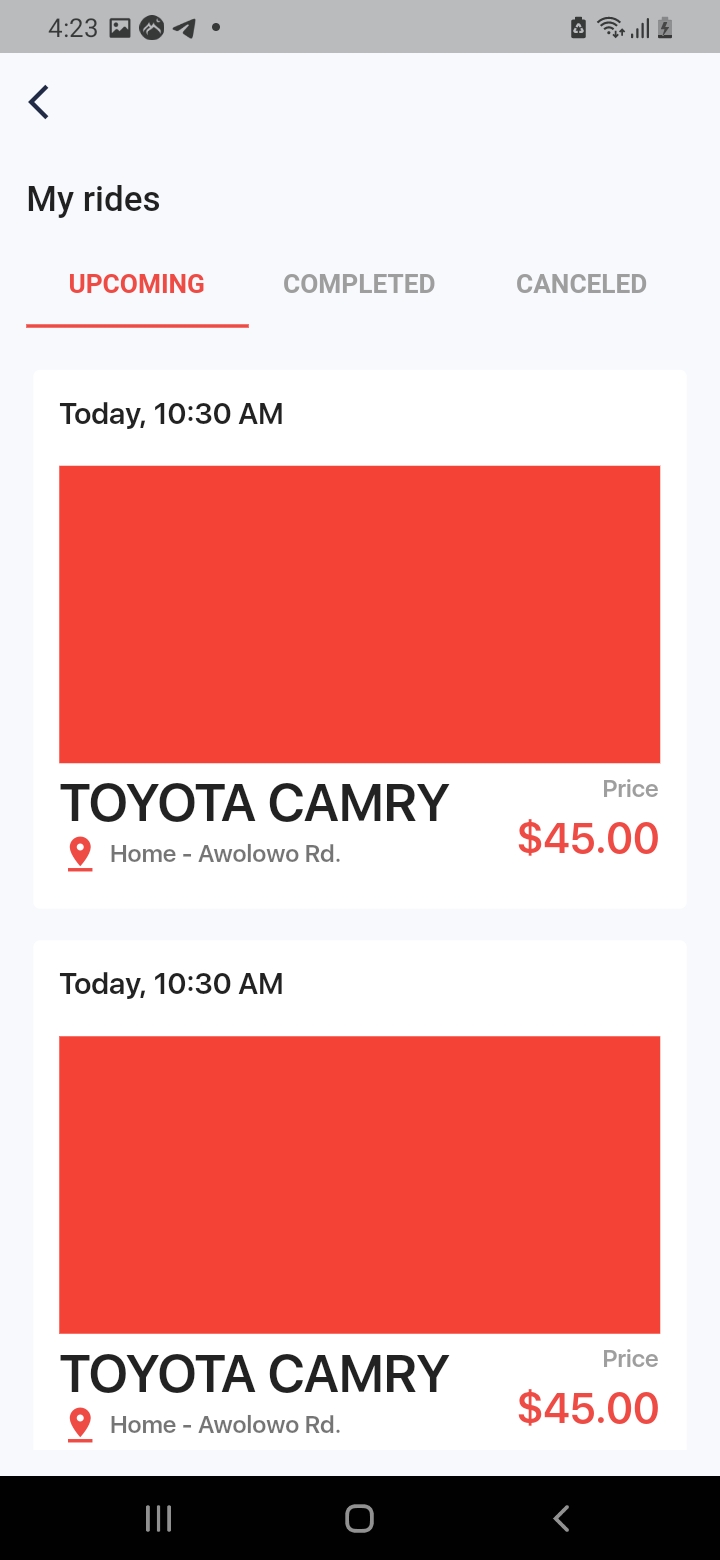 4:23
My rides
UPCOMING COMPLETED CANCELED
Today, 10:30 AM
TOYOTA CAMRY
Price
Home - Awolowo Rd.
$45.00
Today, 10:30 AM
TOYOTA CAMRY
Price
Home - Awolowo Rd.
$45.00